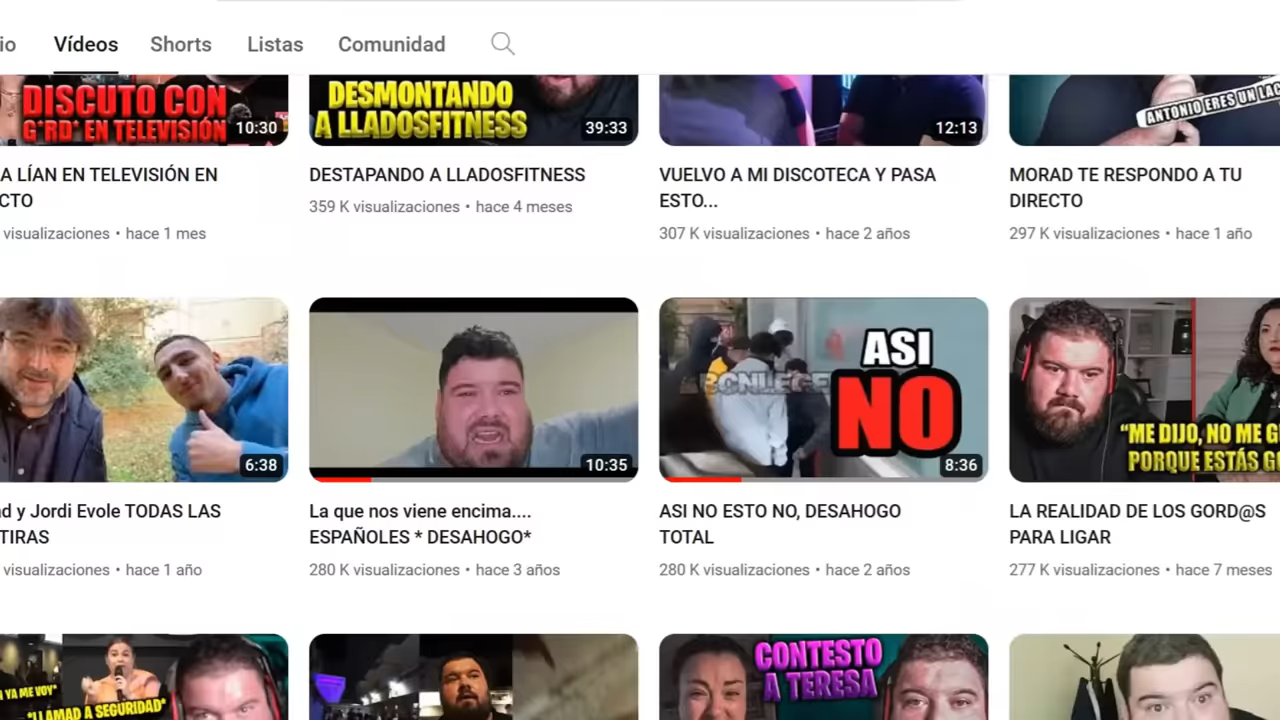 io Vídeos Shorts Listas Comunidad
DISCUTO CON
G*RD* EN TELEVISIÓN
10:30
DESMONTANDO
A LLADOSFITNESS
39:33
12:13
ANTONIO ERES UN LAC
A LÍAN EN TELEVISIÓN EN
CTO
visualizaciones • hace 1 mes
DESTAPANDO A LLADOSFITNESS
359 K visualizaciones • hace 4 meses
VUELVO A MI DISCOTECA Y PASA
ESTO...
307 K visualizaciones • hace 2 años
MORAD TE RESPONDO A TU
DIRECTO
297 K visualizaciones • hace 1 año
6:38
10:35
ASI
NO
8:36
“ME DIJO, NO ME G
PORQUE ESTÁS GO
d y Jordi Evole TODAS LAS
TIRAS
visualizaciones • hace 1 año
La que nos viene encima....
ESPAÑOLES * DESAHOGO*
280 K visualizaciones • hace 3 años
ASI NO ESTO NO, DESAHOGO
TOTAL
280 K visualizaciones • hace 2 años
LA REALIDAD DE LOS GORD@S
PARA LIGAR
277 K visualizaciones • hace 7 meses
YA ME VOY*
*LLAMAD A SEGURIDAD*
CONTESTO
A TERESA